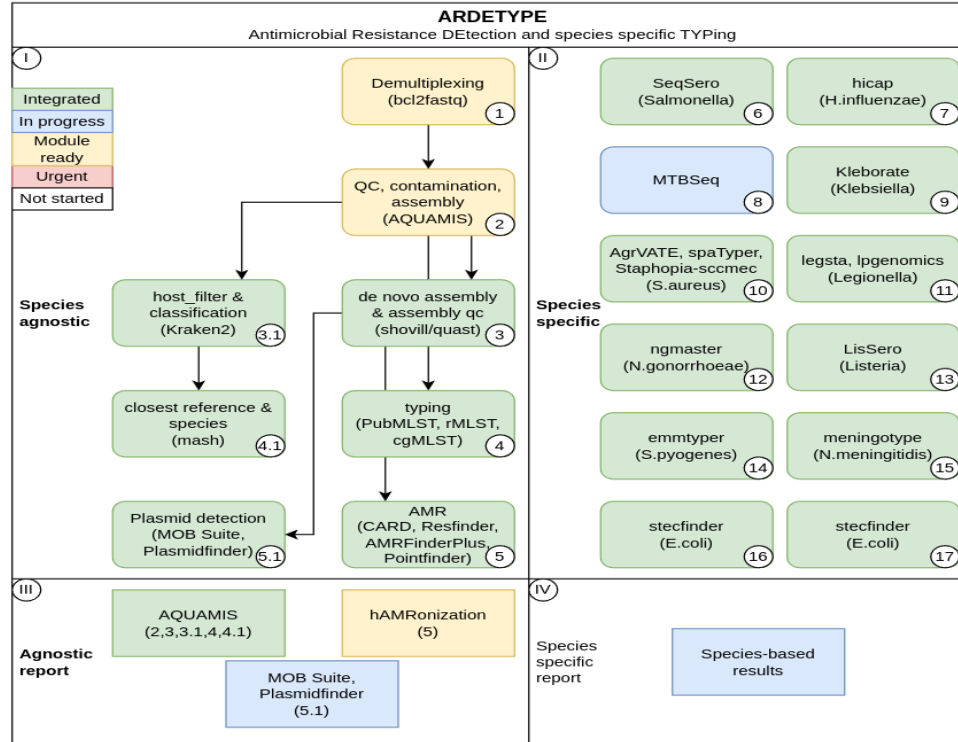 ARDETYPE
Antimicrobial Resistance DEtection and species specific TYPing
I
Integrated
In progress
Module
ready
Urgent
Not started
Species
agnostic
Demultiplexing
(bcl2fastq)
1
QC, contamination,
assembly
(AQUAMIS)
2
host_filter &
classification
(Kraken2)
3.1
de novo assembly
& assembly qc
(shovill/quast)
3
closest reference &
species
(mash)
4.1
typing
(PubMLST, rMLST,
cgMLST)
4
Plasmid detection
(MOB Suite,
Plasmidfinder)
5.1
AMR
(CARD, Resfinder,
AMRFinderPlus,
Pointfinder)
5
II
Species
specific
SeqSero
(Salmonella)
6
hicap
(H.influenzae)
7
MTBSeq
8
Kleborate
(Klebsiella)
9
AgrVATE, spaTyper,
Staphopia-sccmec
(S.aureus)
10
legsta, lpgenomics
(Legionella)
11
ngmaster
(N.gonorrhoeae)
12
LisSero
(Listeria)
13
emmtyper
(S.pyogenes)
14
meningotype
(N.meningitidis)
15
stecfinder
(E.coli)
16
stecfinder
(E.coli)
17
III
Agnostic
report
AQUAMIS
(2,3,3.1,4,4.1)
hAMRonization
(5)
MOB Suite,
Plasmidfinder
(5.1)
IV
Species
specific
report
Species-based
results